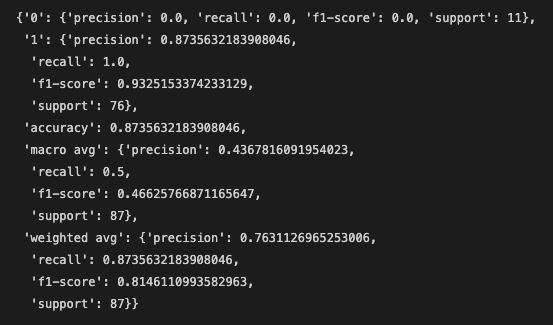 {'0': {'precision': 0.0, 'recall': 0.0, 'f1-score': 0.0, 'support': 11},
'1': {'precision': 0.8735632183908046,
'recall': 1.0,
'f1-score': 0.9325153374233129,
'support': 76},
'accuracy': 0.8735632183908046,
'macro avg': {'precision': 0.4367816091954023,
'recall': 0.5,
'f1-score': 0.46625766871165647,
'support': 87},
'weighted avg': {'precision': 0.7631126965253006,
'recall': 0.8735632183908046,
'f1-score': 0.8146110993582963,
'support': 87}}